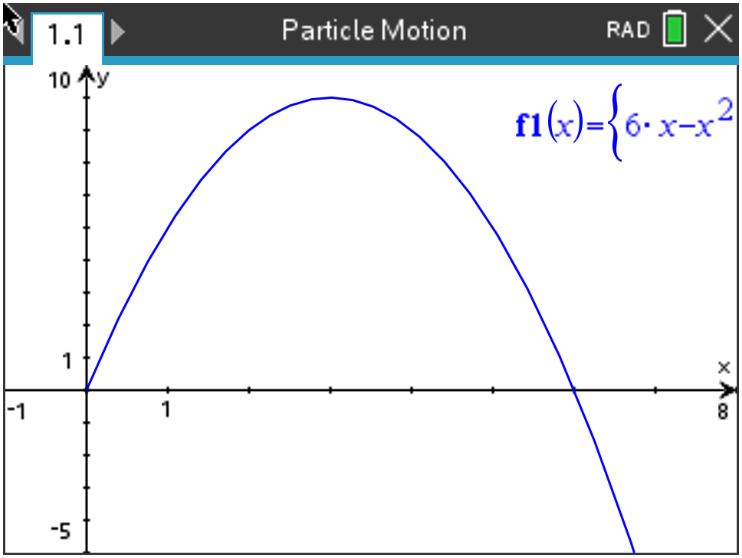 1.1 Particle Motion RAD
10 y
f1(x)={6· x−x²
1
x
-1 1 8
-5